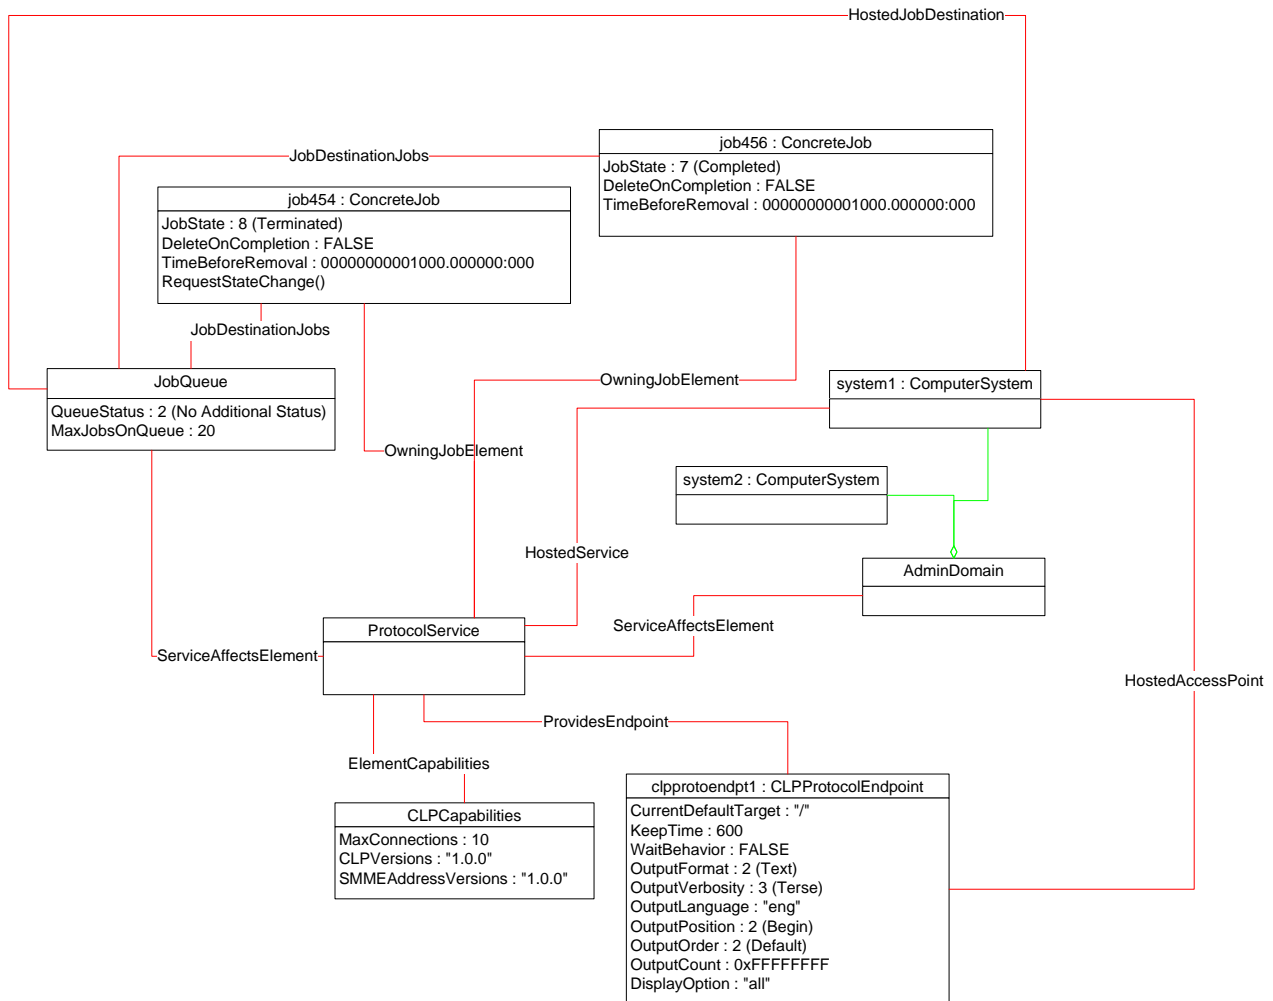 HostedJobDestination
job456 : ConcreteJob
JobState : 7 (Completed)
DeleteOnCompletion : FALSE
TimeBeforeRemoval : 00000000001000.000000:000
JobDestinationJobs
job454 : ConcreteJob
JobState : 8 (Terminated)
DeleteOnCompletion : FALSE
TimeBeforeRemoval : 00000000001000.000000:000
RequestStateChange()
JobDestinationJobs
JobQueue
QueueStatus : 2 (No Additional Status)
MaxJobsOnQueue : 20
OwningJobElement
system1 : ComputerSystem
OwningJobElement
system2 : ComputerSystem
HostedService
AdminDomain
ProtocolService
ServiceAffectsElement
ServiceAffectsElement
HostedAccessPoint
ProvidesEndpoint
ElementCapabilities
clpprotoendpt1 : CLPProtocolEndpoint
CurrentDefaultTarget : "/"
KeepTime : 600
WaitBehavior : FALSE
OutputFormat : 2 (Text)
OutputVerbosity : 3 (Terse)
OutputLanguage : "eng"
OutputPosition : 2 (Begin)
OutputOrder : 2 (Default)
OutputCount : 0xFFFFFFFF
DisplayOption : "all"
CLPCapabilities
MaxConnections : 10
CLPVersions : "1.0.0"
SMMEAddressVersions : "1.0.0"